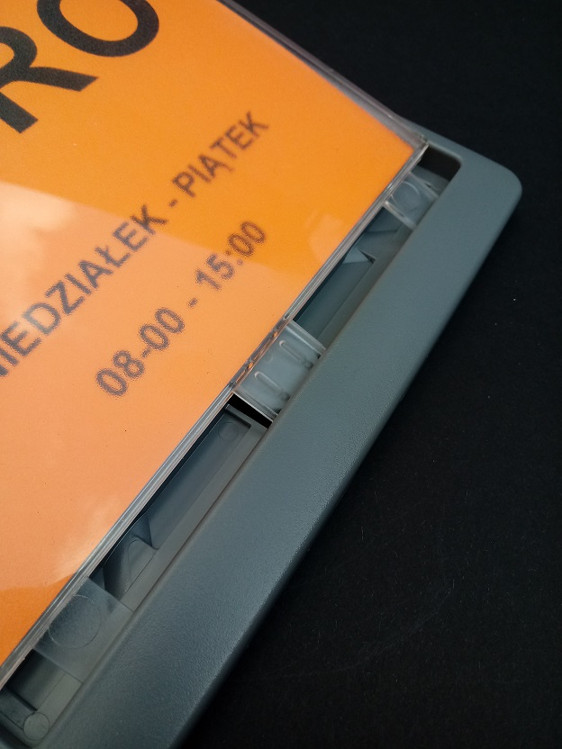 RO
NIEDZIAŁEK - PIĄTEK
08-00 - 15:00